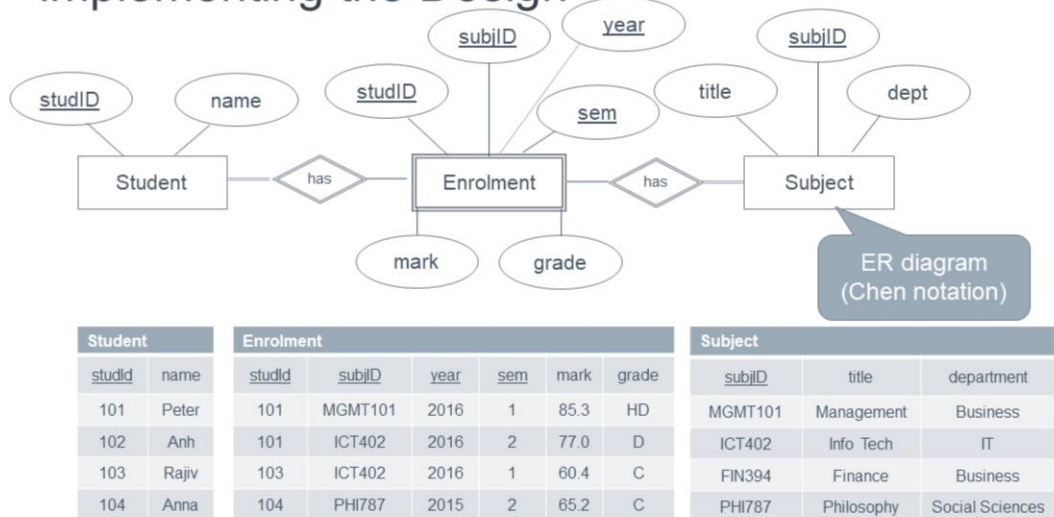 Implementing the Design
year
subjID
subjID
studID
name
studID
sem
title
dept
Student
has
Enrolment
has
Subject
mark
grade
ER diagram
(Chen notation)
Student
studId name
101 Peter
102 Anh
103 Rajiv
104 Anna
Enrolment
studId subjID year sem mark grade
101 MGMT101 2016 1 85.3 HD
101 ICT402 2016 2 77.0 D
103 ICT402 2016 1 60.4 C
104 PHI787 2015 2 65.2 C
Subject
subjID title department
MGMT101 Management Business
ICT402 Info Tech IT
FIN394 Finance Business
PHI787 Philosophy Social Sciences